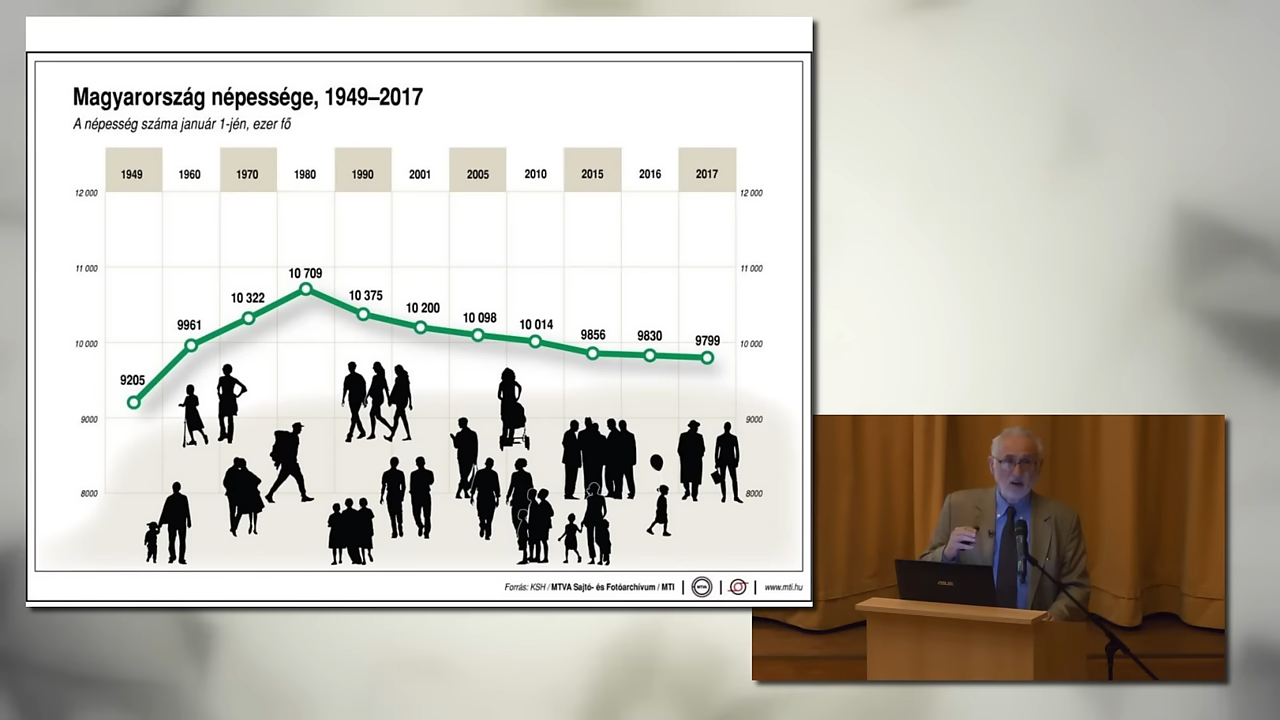 Magyarország népessége, 1949–2017
A népesség száma január 1-jén, ezer fő
1949 1960 1970 1980 1990 2001 2005 2010 2015 2016 2017
12 000 12 000
11 000 11 000
10 709
10 375
10 322
10 200
10 098
10 014
9961
9856
9830
9799
10 000 10 000
9205
9000 9000
8000 8000
Forrás: KSH / MTVA Sajtó- és Fotóarchívum / MTI | MTVA | | www.mti.hu
ASUS